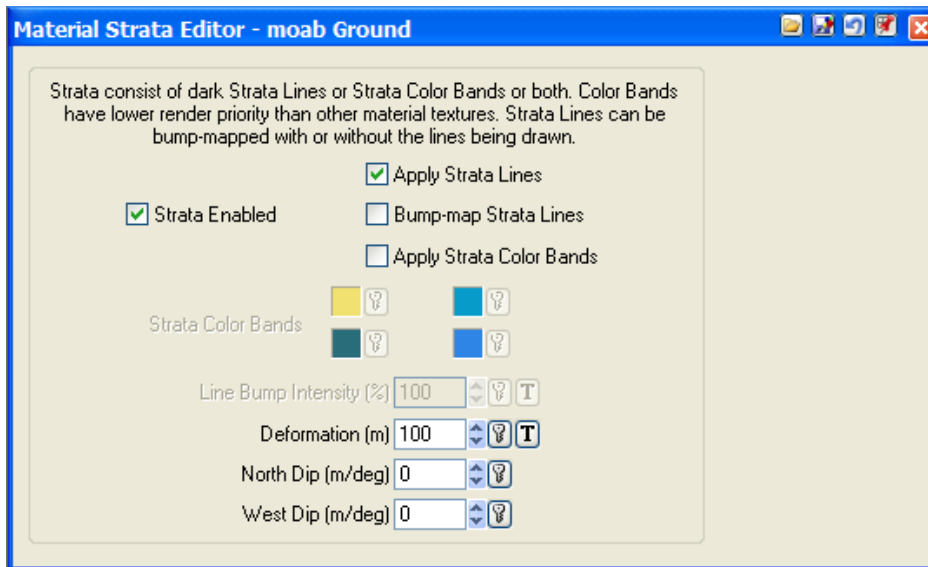 Material Strata Editor - moab Ground
Strata consist of dark Strata Lines or Strata Color Bands or both. Color Bands
have lower render priority than other material textures. Strata Lines can be
bump-mapped with or without the lines being drawn.
Apply Strata Lines
Strata Enabled
Bump-map Strata Lines
Apply Strata Color Bands
Strata Color Bands
Line Bump Intensity (%) 100 T
Deformation (m) 100 T
North Dip (m/deg) 0
West Dip (m/deg) 0